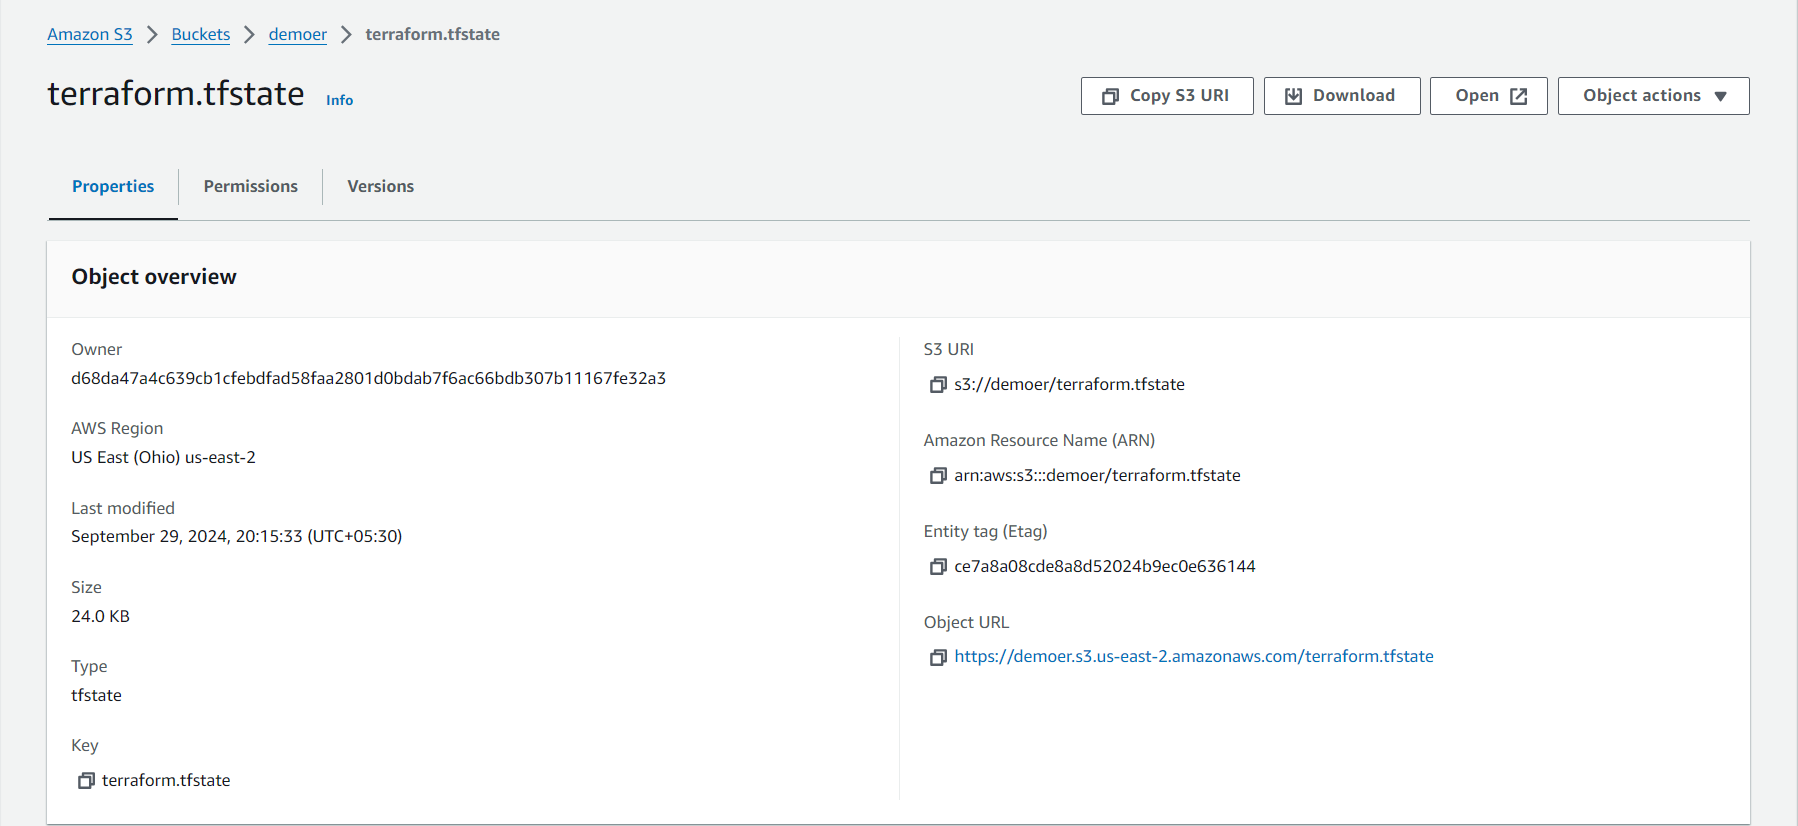 Amazon S3 > Buckets > demoer > terraform.tfstate
terraform.tfstate Info
Copy S3 URI Download Open Object actions
Properties Permissions Versions
Object overview
Owner
d68da47a4c639cb1cfebdfad58faa2801d0bdab7f6ac66bdb307b11167fe32a3
AWS Region
US East (Ohio) us-east-2
Last modified
September 29, 2024, 20:15:33 (UTC+05:30)
Size
24.0 KB
Type
tfstate
Key
terraform.tfstate
S3 URI
s3://demoer/terraform.tfstate
Amazon Resource Name (ARN)
arn:aws:s3:::demoer/terraform.tfstate
Entity tag (Etag)
ce7a8a08cde8a8d52024b9ec0e636144
Object URL
https://demoer.s3.us-east-2.amazonaws.com/terraform.tfstate